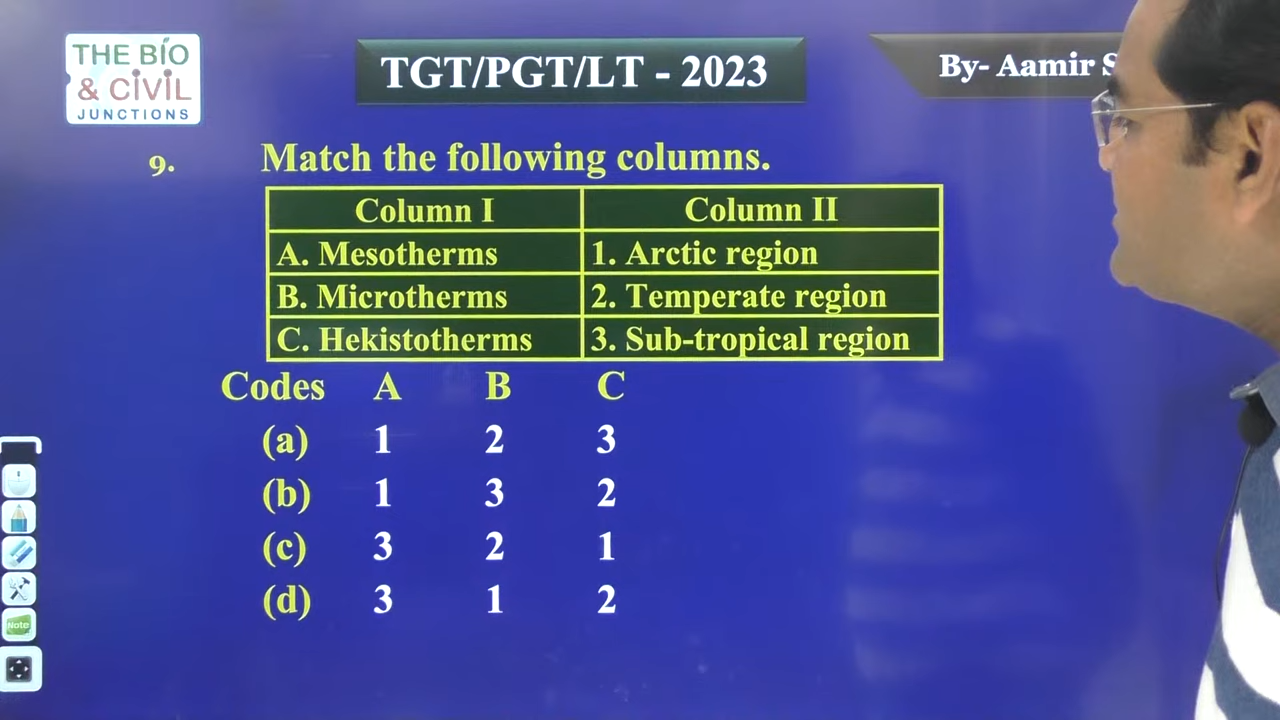 THE BIO
& CIVIL
JUNCTIONS
TGT/PGT/LT - 2023
By- Aamir
9. Match the following columns.
Column I Column II
A. Mesotherms 1. Arctic region
B. Microtherms 2. Temperate region
C. Hekistotherms 3. Sub-tropical region
Codes A B C
(a) 1 2 3
(b) 1 3 2
(c) 3 2 1
(d) 3 1 2
Note